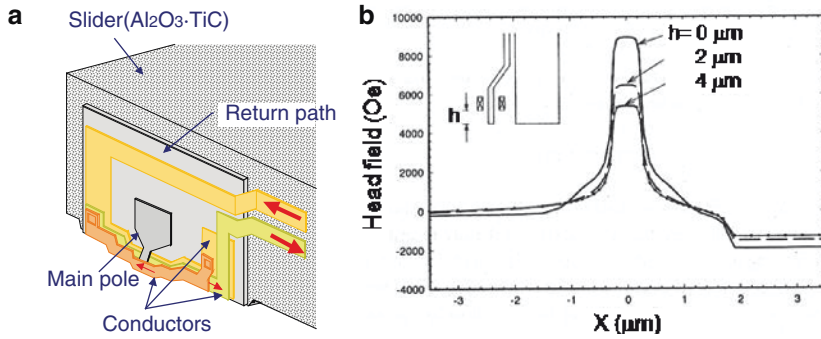 a
Slider(Al2O3·TiC)
Return path
Main pole
Conductors
b
10000
8000
6000
4000
2000
0
-2000
-4000
Head field (Oe)
h=0 μm
2 μm
4 μm
h
-3
-2
-1
0
1
2
3
X (μm)